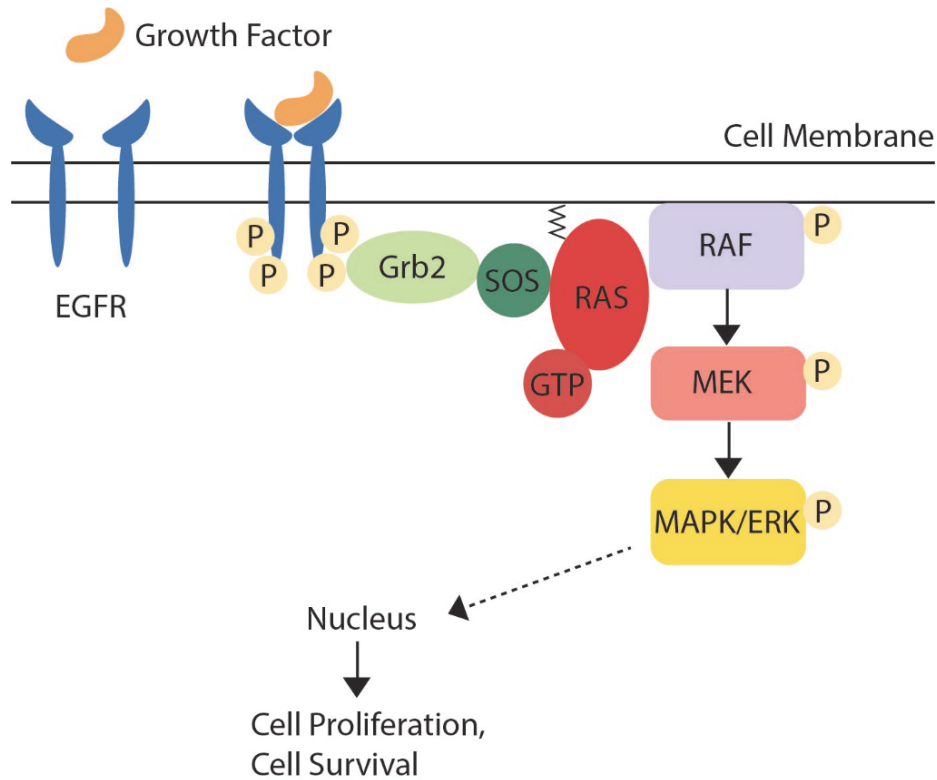 Growth Factor
Cell Membrane
EGFR
P
P
P
P
Grb2
SOS
RAS
GTP
RAF
P
MEK
P
MAPK/ERK
P
Nucleus
Cell Proliferation,
Cell Survival